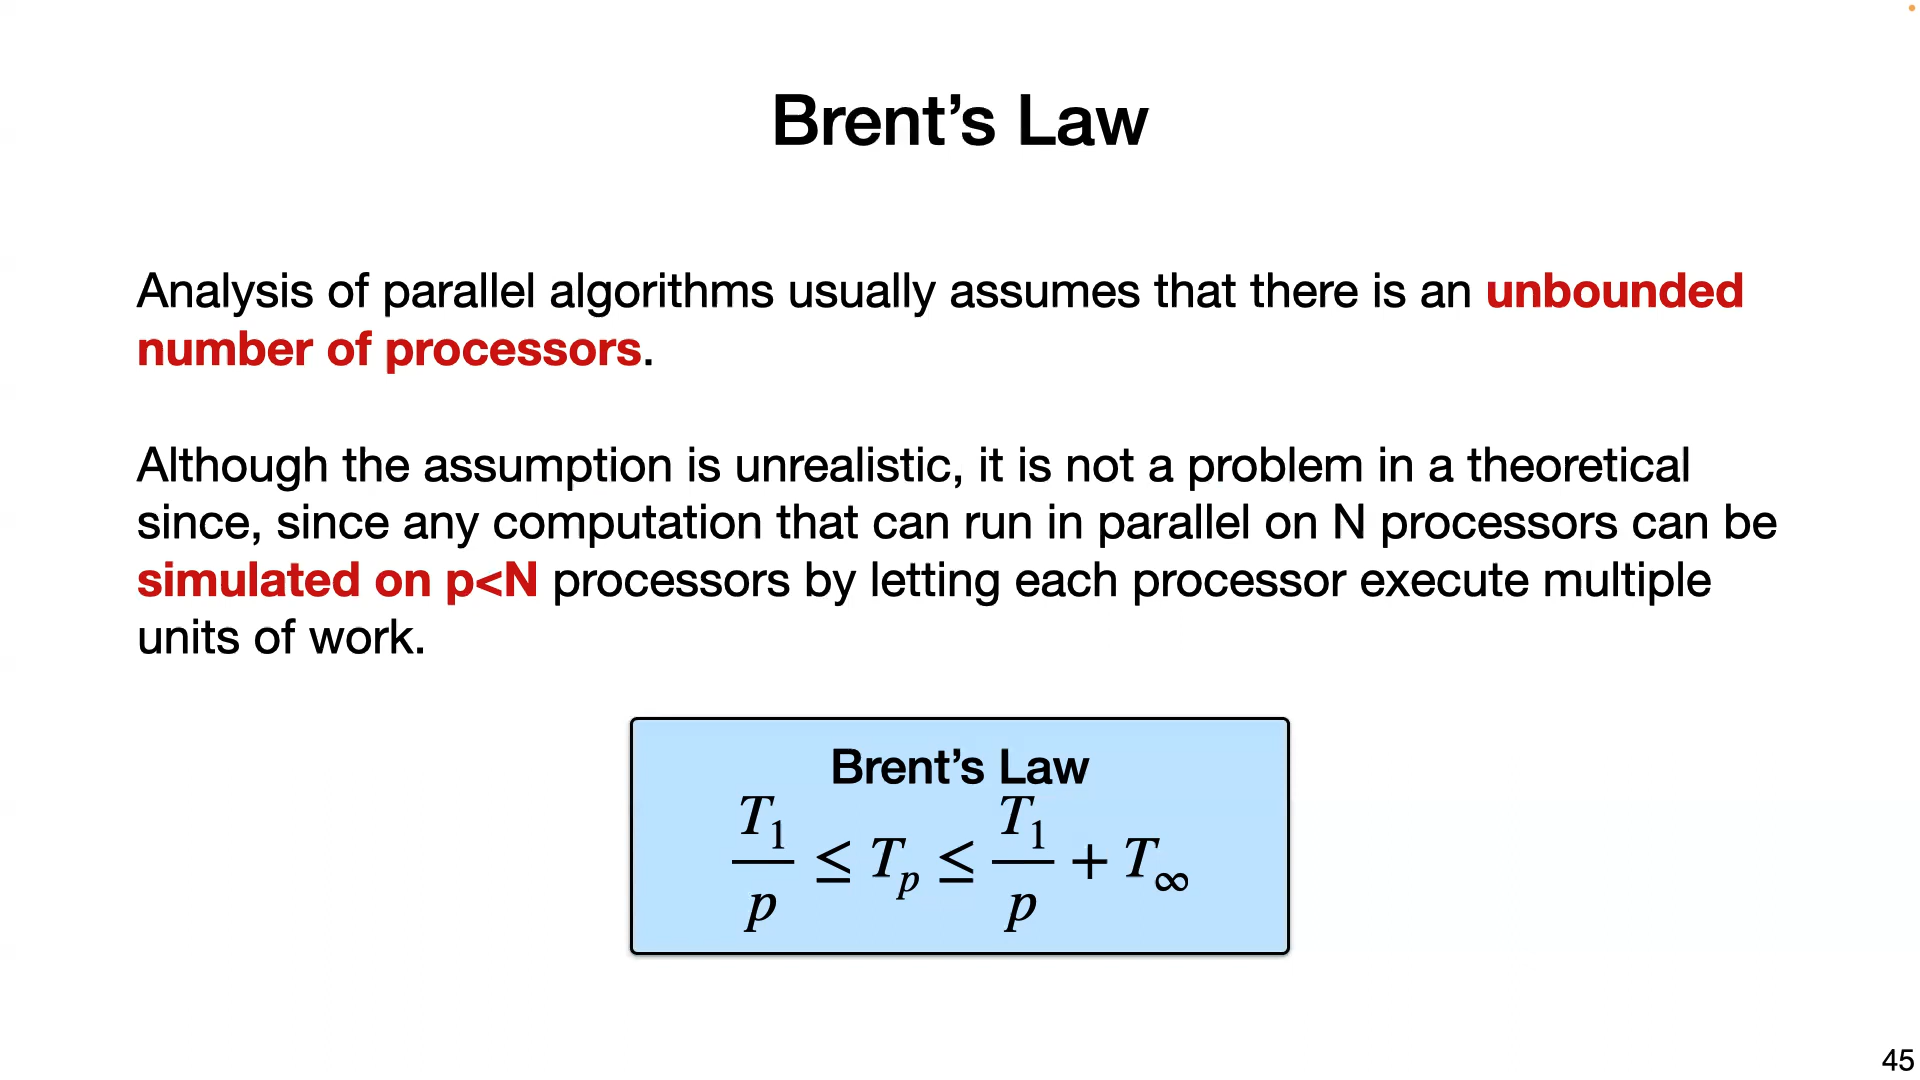 Brent’s Law
Analysis of parallel algorithms usually assumes that there is an unbounded
number of processors.
Although the assumption is unrealistic, it is not a problem in a theoretical
since, since any computation that can run in parallel on N processors can be
simulated on p<N processors by letting each processor execute multiple
units of work.
Brent’s Law
T₁/p ≤ Tₚ ≤ T₁/p + T∞
45